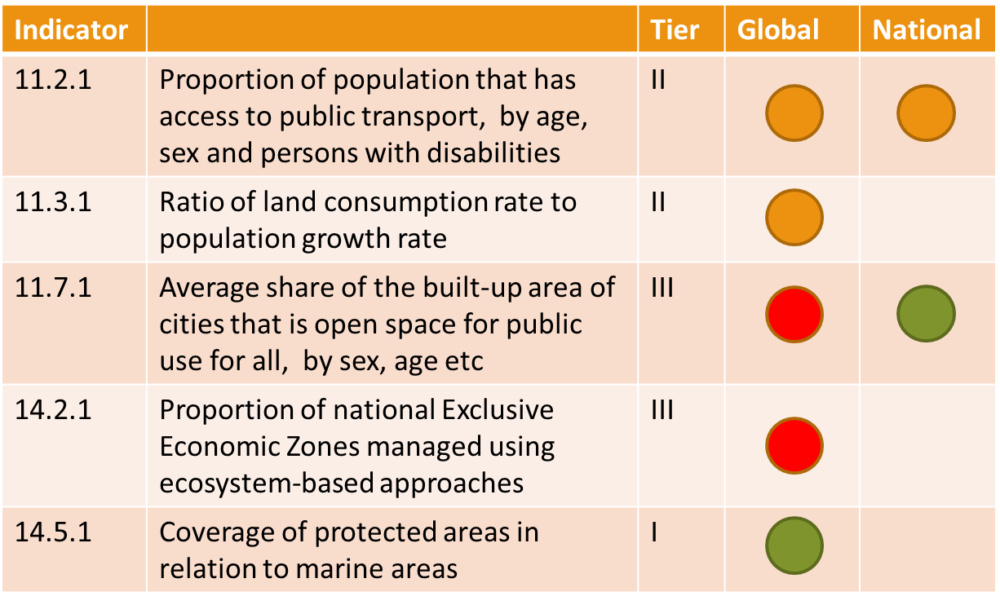 Indicator Tier Global National
11.2.1 Proportion of population that has II
access to public transport,  by age,
sex and persons with disabilities
11.3.1 Ratio of land consumption rate to II
population growth rate
11.7.1 Average share of the built-up area of III
cities that is open space for public
use for all,  by sex, age etc
14.2.1 Proportion of national Exclusive III
Economic Zones managed using
ecosystem-based approaches
14.5.1 Coverage of protected areas in I
relation to marine areas